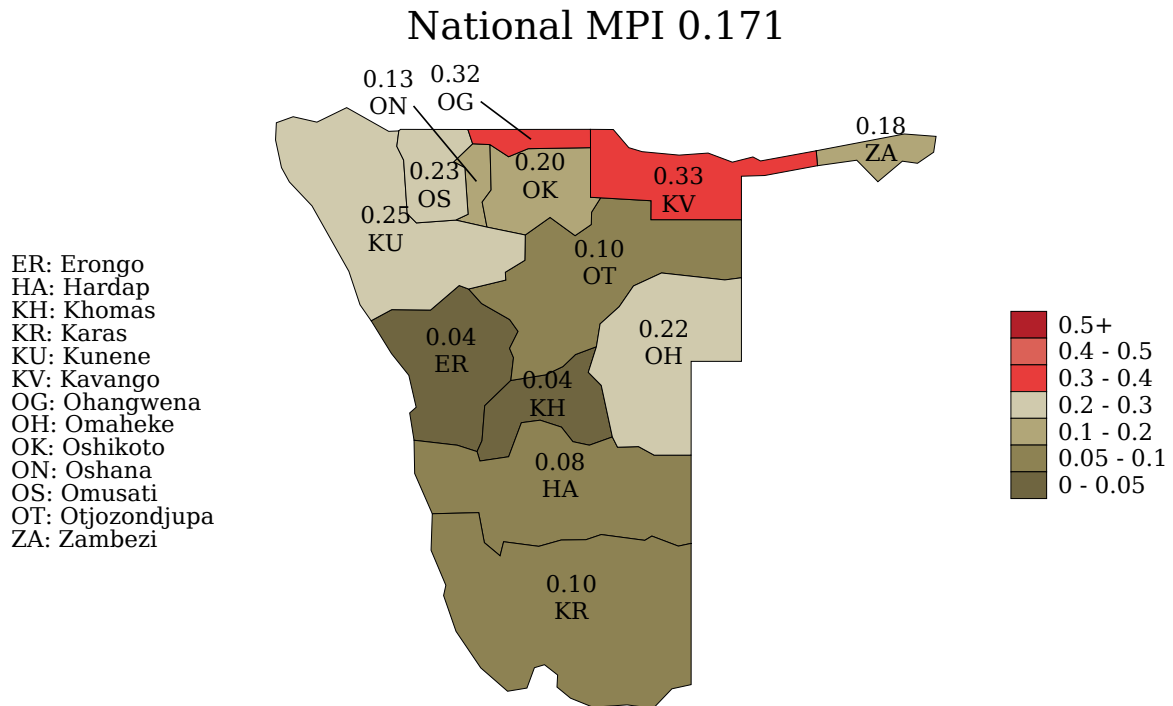 National MPI 0.171
0.13
ON
0.32
OG
0.18
ZA
0.23
OS
0.20
OK
0.33
KV
0.25
KU
0.10
OT
0.04
ER
0.22
OH
0.04
KH
0.08
HA
0.10
KR
ER: Erongo
HA: Hardap
KH: Khomas
KR: Karas
KU: Kunene
KV: Kavango
OG: Ohangwena
OH: Omaheke
OK: Oshikoto
ON: Oshana
OS: Omusati
OT: Otjozondjupa
ZA: Zambezi
0.5+
0.4 - 0.5
0.3 - 0.4
0.2 - 0.3
0.1 - 0.2
0.05 - 0.1
0 - 0.05